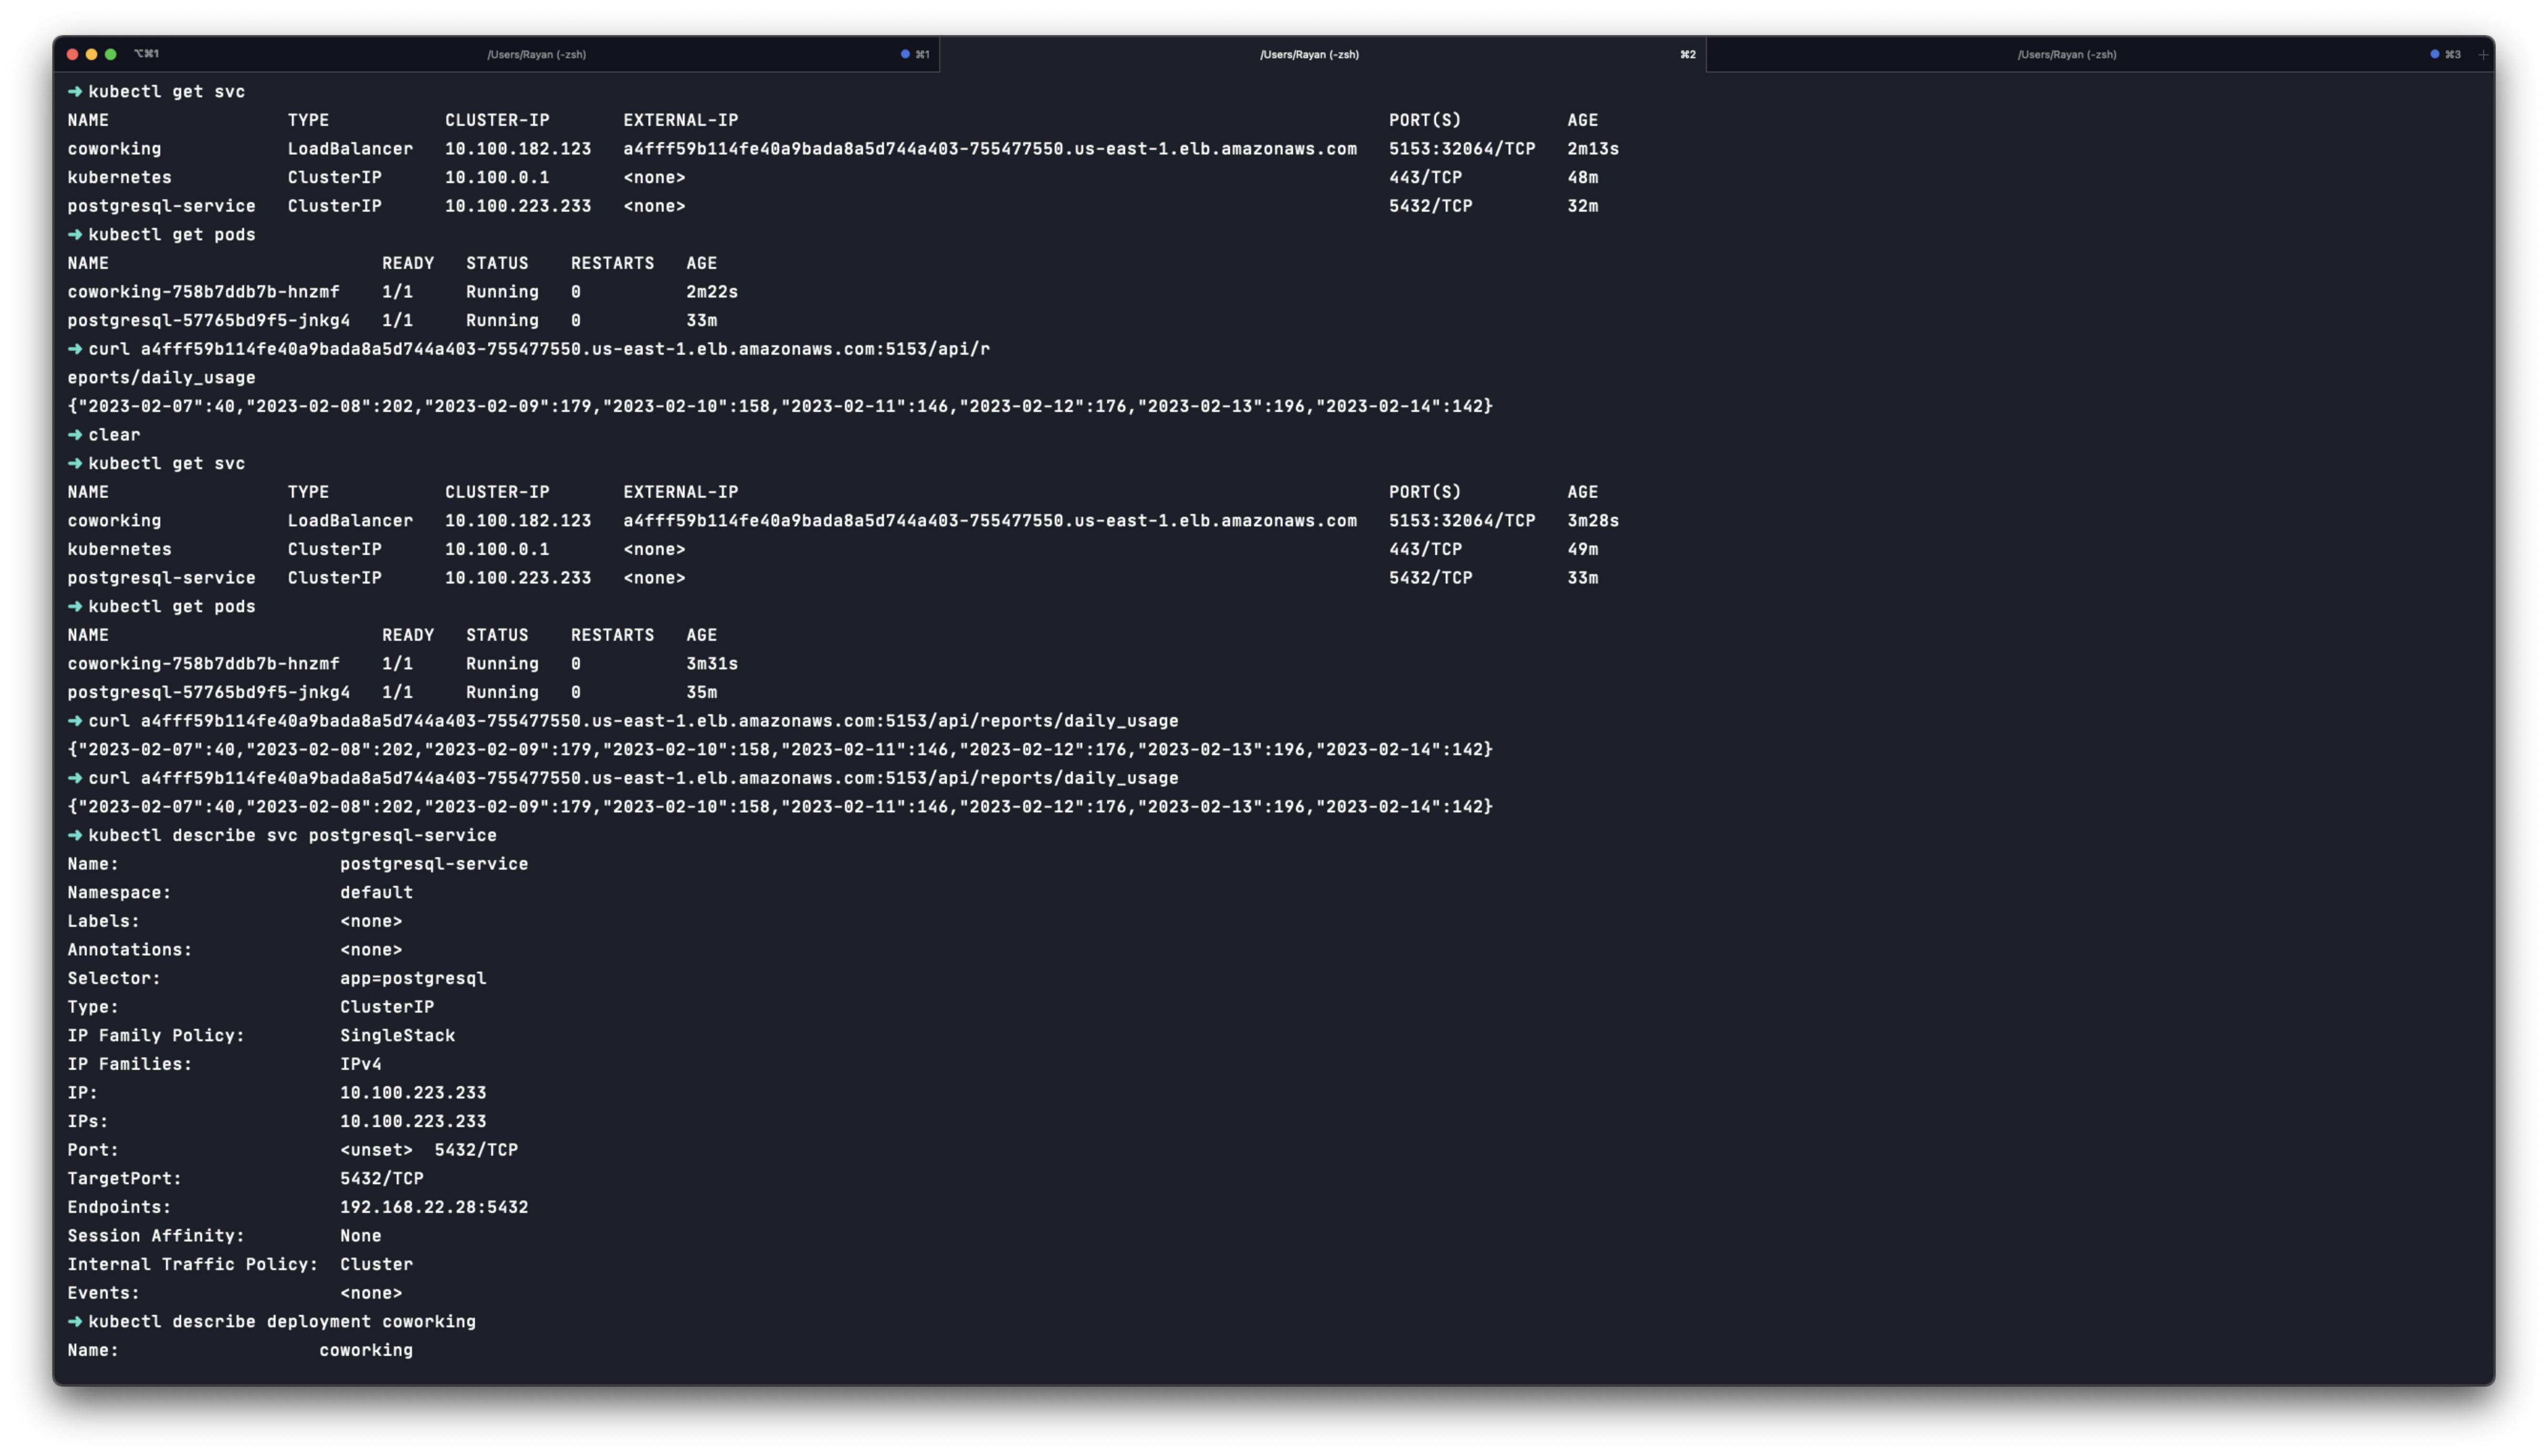 ⌥⌘1 /Users/Rayan (-zsh) ⌘1 /Users/Rayan (-zsh) ⌘2 /Users/Rayan (-zsh) ⌘3 +
➜ kubectl get svc
NAME TYPE CLUSTER-IP EXTERNAL-IP PORT(S) AGE
coworking LoadBalancer 10.100.182.123 a4fff59b114fe40a9bada8a5d744a403-755477550.us-east-1.elb.amazonaws.com 5153:32064/TCP 2m13s
kubernetes ClusterIP 10.100.0.1 <none> 443/TCP 48m
postgresql-service ClusterIP 10.100.223.233 <none> 5432/TCP 32m
➜ kubectl get pods
NAME READY STATUS RESTARTS AGE
coworking-758b7ddb7b-hnzmf 1/1 Running 0 2m22s
postgresql-57765bd9f5-jnkg4 1/1 Running 0 33m
➜ curl a4fff59b114fe40a9bada8a5d744a403-755477550.us-east-1.elb.amazonaws.com:5153/api/r
eports/daily_usage
{"2023-02-07":40,"2023-02-08":202,"2023-02-09":179,"2023-02-10":158,"2023-02-11":146,"2023-02-12":176,"2023-02-13":196,"2023-02-14":142}
➜ clear
➜ kubectl get svc
NAME TYPE CLUSTER-IP EXTERNAL-IP PORT(S) AGE
coworking LoadBalancer 10.100.182.123 a4fff59b114fe40a9bada8a5d744a403-755477550.us-east-1.elb.amazonaws.com 5153:32064/TCP 3m28s
kubernetes ClusterIP 10.100.0.1 <none> 443/TCP 49m
postgresql-service ClusterIP 10.100.223.233 <none> 5432/TCP 33m
➜ kubectl get pods
NAME READY STATUS RESTARTS AGE
coworking-758b7ddb7b-hnzmf 1/1 Running 0 3m31s
postgresql-57765bd9f5-jnkg4 1/1 Running 0 35m
➜ curl a4fff59b114fe40a9bada8a5d744a403-755477550.us-east-1.elb.amazonaws.com:5153/api/reports/daily_usage
{"2023-02-07":40,"2023-02-08":202,"2023-02-09":179,"2023-02-10":158,"2023-02-11":146,"2023-02-12":176,"2023-02-13":196,"2023-02-14":142}
➜ curl a4fff59b114fe40a9bada8a5d744a403-755477550.us-east-1.elb.amazonaws.com:5153/api/reports/daily_usage
{"2023-02-07":40,"2023-02-08":202,"2023-02-09":179,"2023-02-10":158,"2023-02-11":146,"2023-02-12":176,"2023-02-13":196,"2023-02-14":142}
➜ kubectl describe svc postgresql-service
Name: postgresql-service
Namespace: default
Labels: <none>
Annotations: <none>
Selector: app=postgresql
Type: ClusterIP
IP Family Policy: SingleStack
IP Families: IPv4
IP: 10.100.223.233
IPs: 10.100.223.233
Port: <unset> 5432/TCP
TargetPort: 5432/TCP
Endpoints: 192.168.22.28:5432
Session Affinity: None
Internal Traffic Policy: Cluster
Events: <none>
➜ kubectl describe deployment coworking
Name: coworking